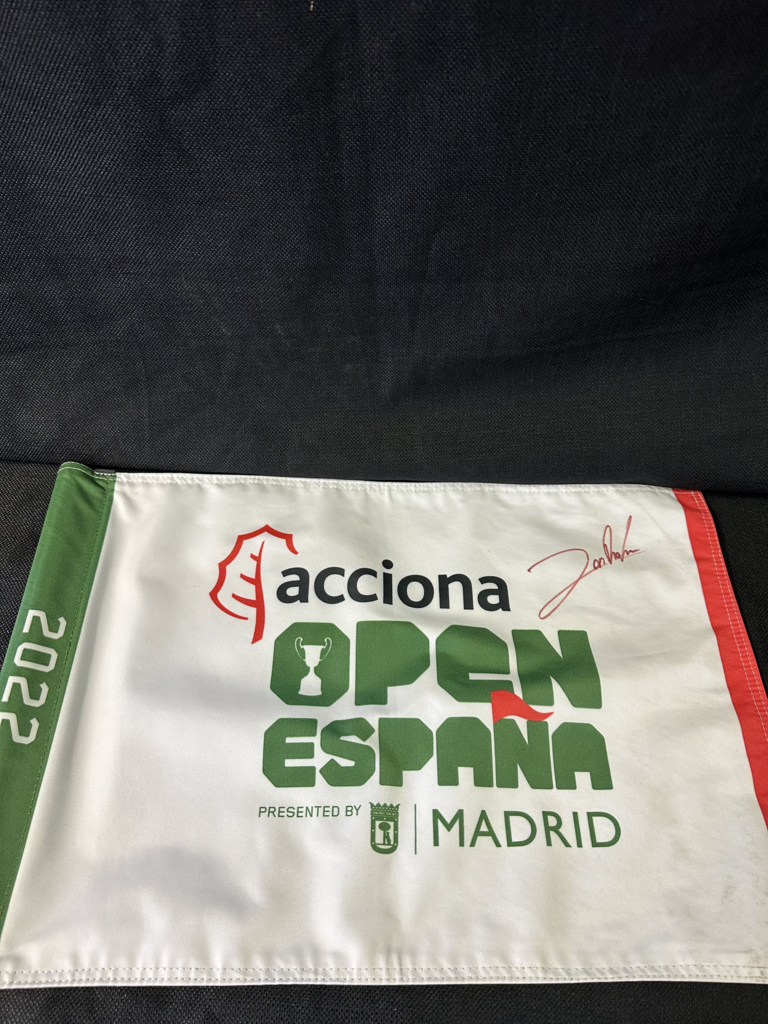 2022
acciona
OPEN
ESPAÑA
PRESENTED BY
MADRID